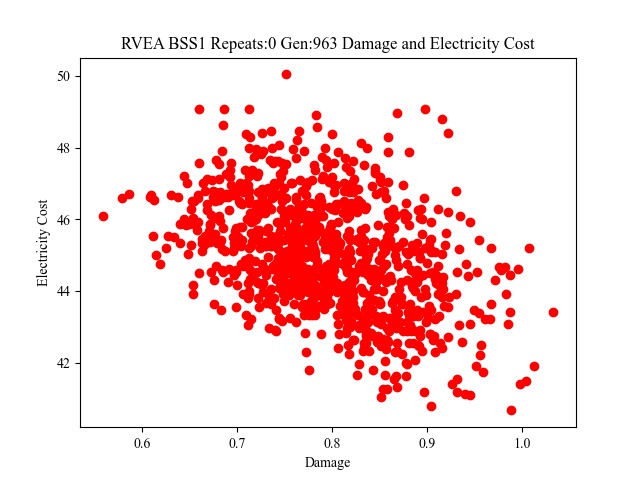 RVEA BSS1 Repeats:0 Gen:963 Damage and Electricity Cost
50
48
46
44
42
Electricity Cost
0.6 0.7 0.8 0.9 1.0
Damage